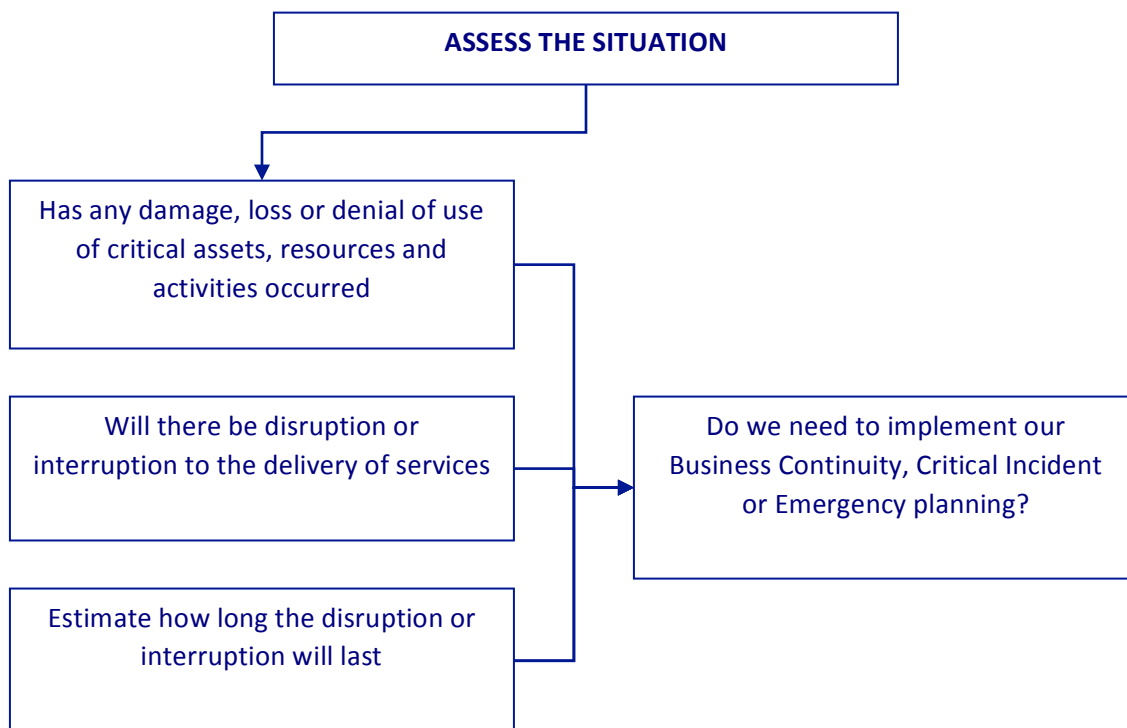 ASSESS THE SITUATION
Has any damage, loss or denial of use
of critical assets, resources and
activities occurred
Will there be disruption or
interruption to the delivery of services
Do we need to implement our
Business Continuity, Critical Incident
or Emergency planning?
Estimate how long the disruption or
interruption will last